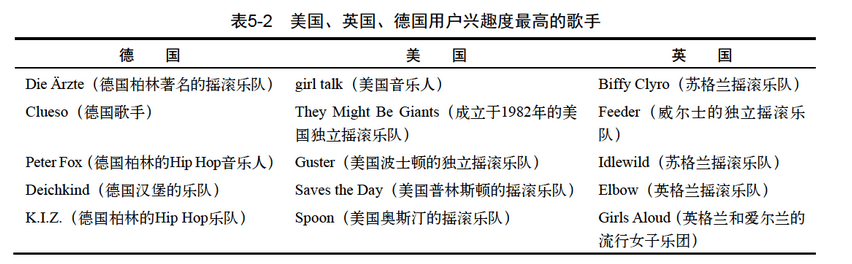 表5-2 美国、英国、德国用户兴趣度最高的歌手
德 国 美 国 英 国
Die Ärzte（德国柏林著名的摇滚乐队） girl talk（美国音乐人） Biffy Clyro（苏格兰摇滚乐队）
Clueso（德国歌手） They Might Be Giants（成立于1982年的美 Feeder（威尔士的独立摇滚乐
国独立摇滚乐队） 队）
Peter Fox（德国柏林的Hip Hop音乐人） Guster（美国波士顿的独立摇滚乐队） Idlewild（苏格兰摇滚乐队）
Deichkind（德国汉堡的乐队） Saves the Day（美国普林斯顿的摇滚乐队） Elbow（英格兰摇滚乐队）
K.I.Z.（德国柏林的Hip Hop乐队） Spoon（美国奥斯汀的摇滚乐队） Girls Aloud（英格兰和爱尔兰的
流行女子乐团）